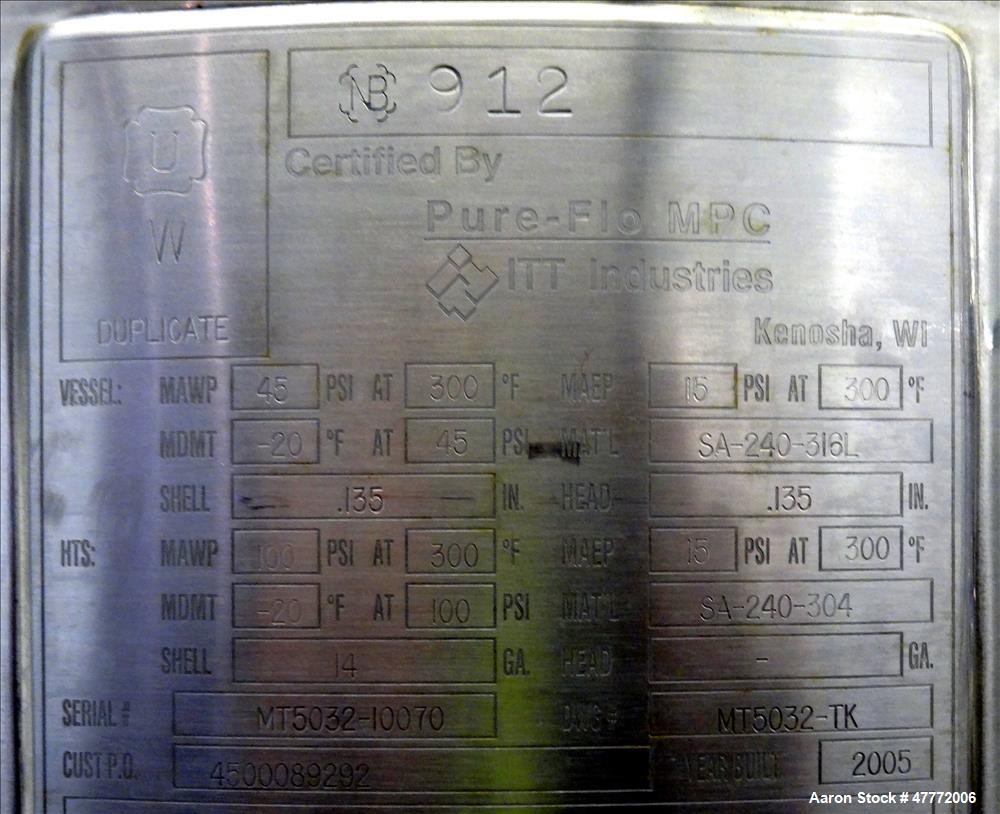 NB 912
U
Certified By
W
Pure-Flo MPC
ITT Industries
DUPLICATE
Kenosha, WI
VESSEL: MAWP 45 PSI AT 300 °F MAEP 15 PSI AT 300 °F
MDMT -20 °F AT 45 PSI MAT'L SA-240-316L
SHELL .135 IN. HEAD .135 IN.
HTS: MAWP 100 PSI AT 300 °F MAEP 15 PSI AT 300 °F
MDMT -20 °F AT 100 PSI MAT'L SA-240-304
SHELL 14 GA. HEAD - GA.
SERIAL # MT5032-10070 DWG # MT5032-TK
CUST P.O. 4500089292 YEAR BUILT 2005
Aaron Stock # 47772006